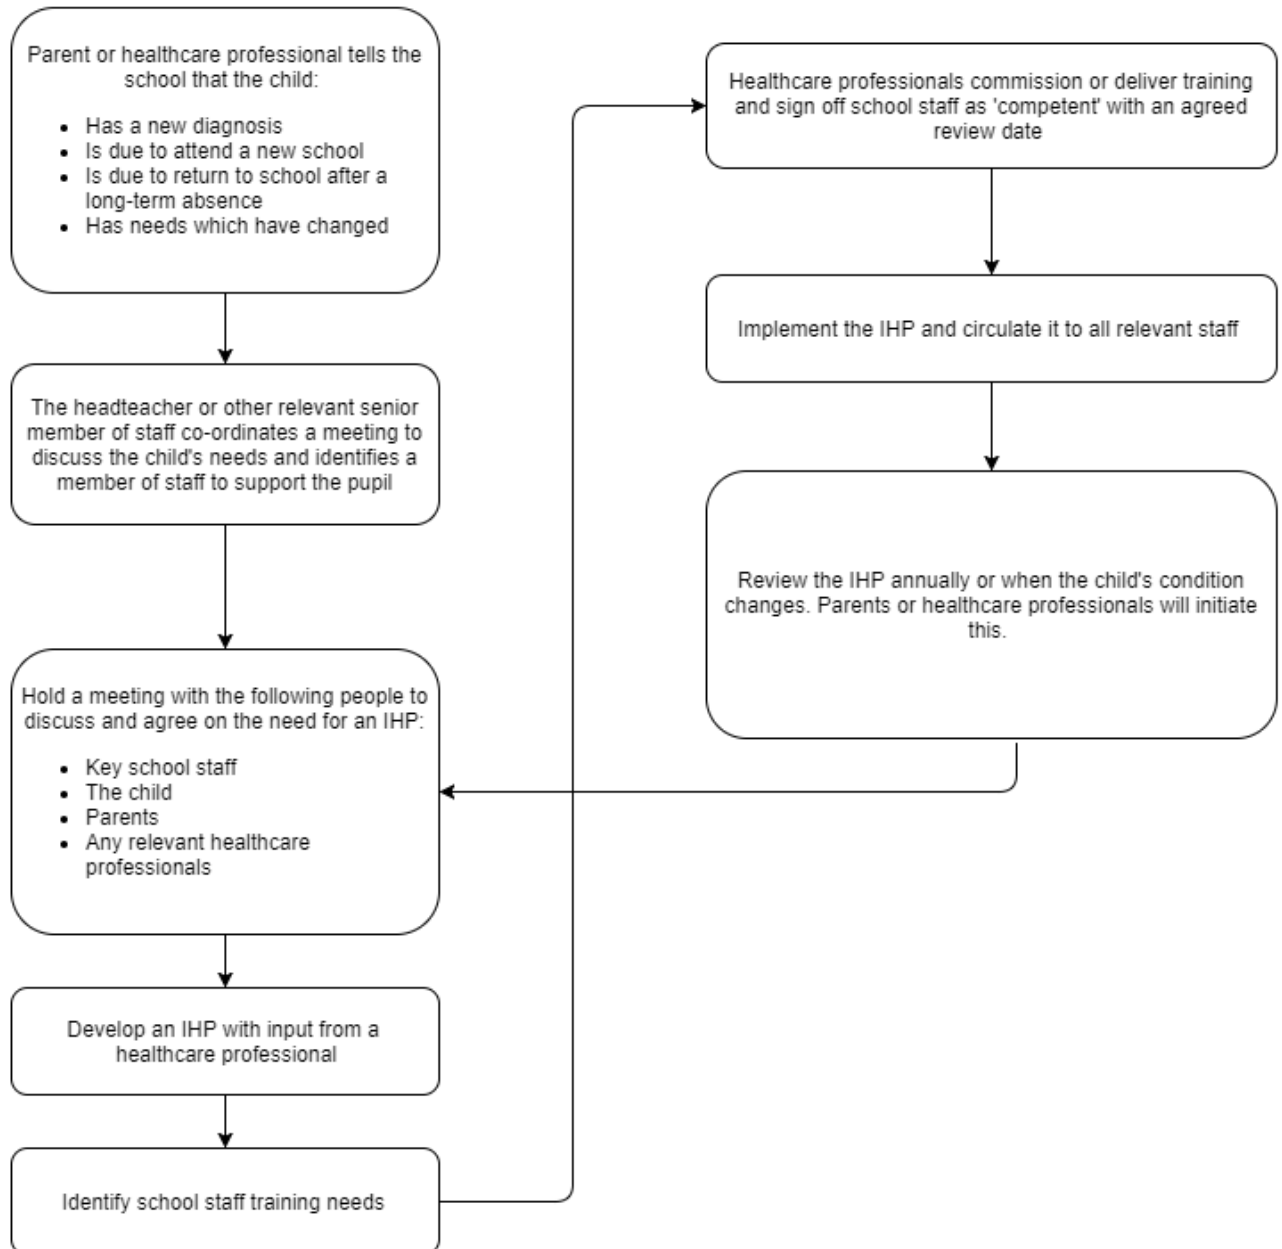 Parent or healthcare professional tells the
school that the child:
• Has a new diagnosis
• Is due to attend a new school
• Is due to return to school after a
long-term absence
• Has needs which have changed
The headteacher or other relevant senior
member of staff co-ordinates a meeting to
discuss the child's needs and identifies a
member of staff to support the pupil
Hold a meeting with the following people to
discuss and agree on the need for an IHP:
• Key school staff
• The child
• Parents
• Any relevant healthcare
professionals
Develop an IHP with input from a
healthcare professional
Identify school staff training needs
Healthcare professionals commission or deliver training
and sign off school staff as 'competent' with an agreed
review date
Implement the IHP and circulate it to all relevant staff
Review the IHP annually or when the child's condition
changes. Parents or healthcare professionals will initiate
this.